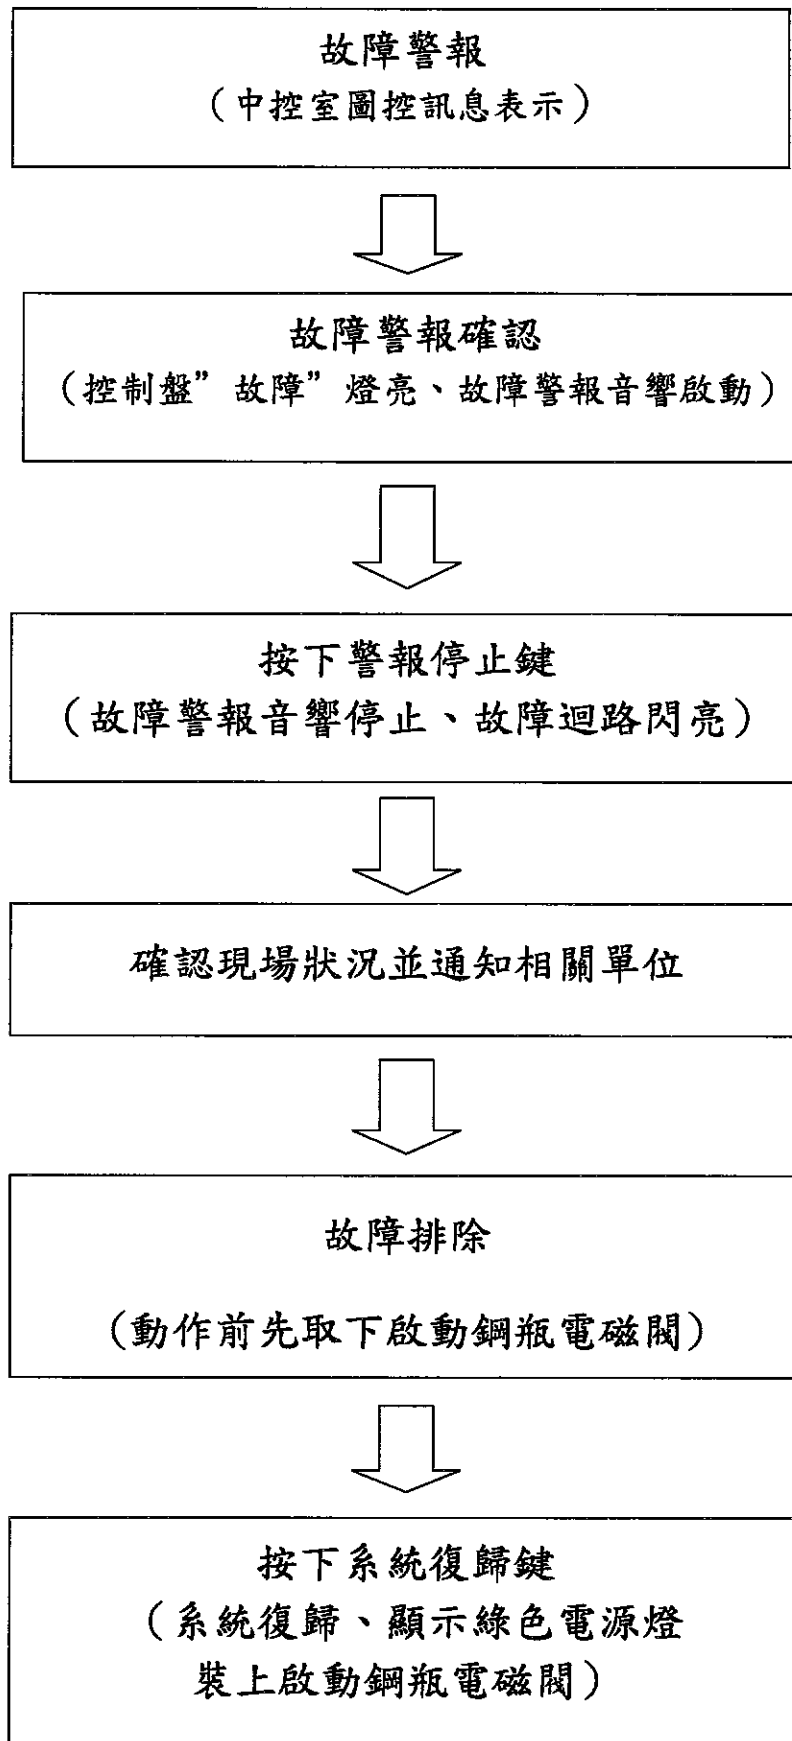 故障警報
（中控室圖控訊息表示）
故障警報確認
（控制盤”故障”燈亮、故障警報音響啟動）
按下警報停止鍵
（故障警報音響停止、故障迴路閃亮）
確認現場狀況並通知相關單位
故障排除
（動作前先取下啟動鋼瓶電磁閥）
按下系統復歸鍵
（系統復歸、顯示綠色電源燈
裝上啟動鋼瓶電磁閥）